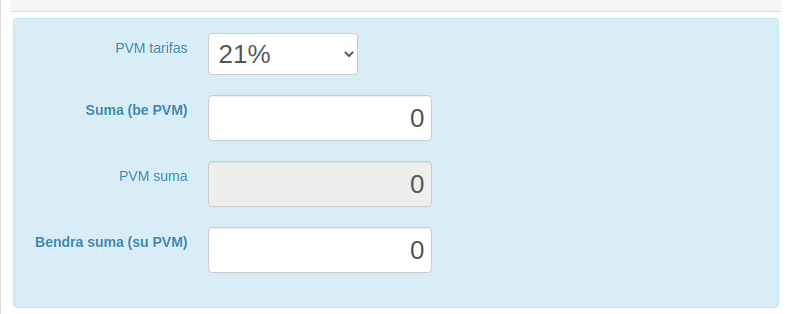 PVM tarifas 21%
Suma (be PVM) 0
PVM suma 0
Bendra suma (su PVM) 0